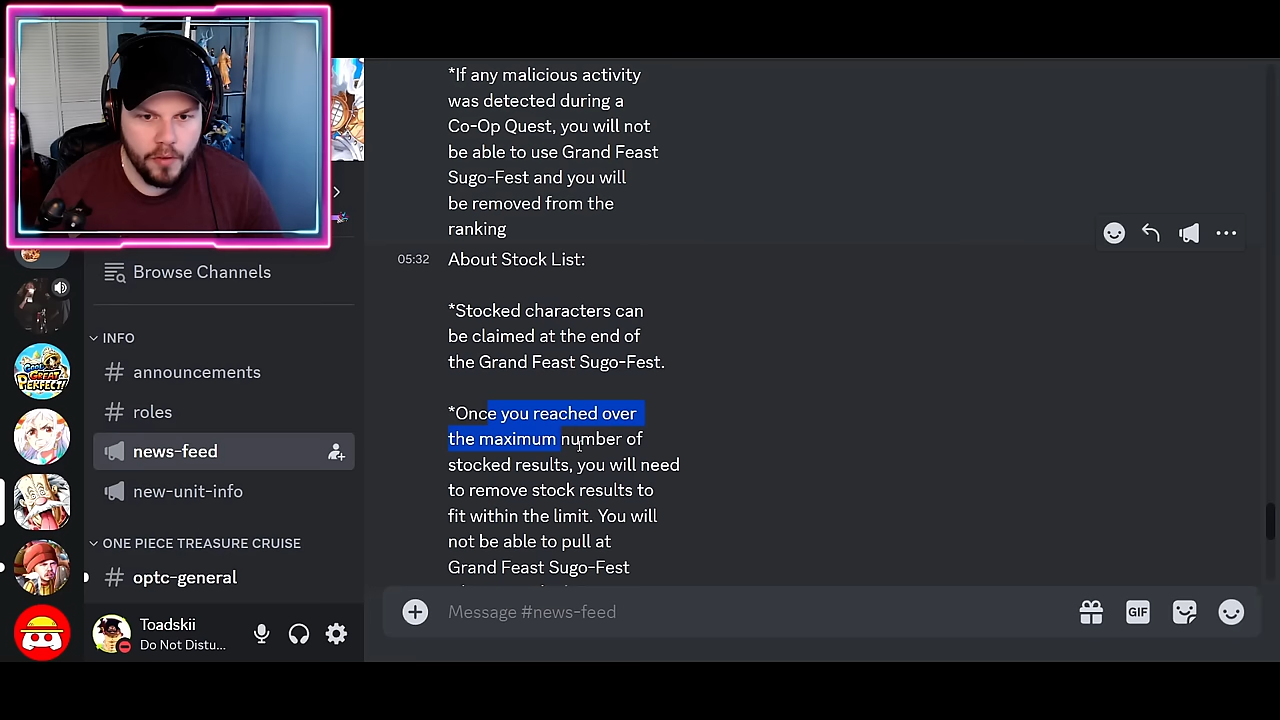 *If any malicious activity
was detected during a
Co-Op Quest, you will not
be able to use Grand Feast
Sugo-Fest and you will
be removed from the
ranking
05:32 About Stock List:
*Stocked characters can
be claimed at the end of
the Grand Feast Sugo-Fest.
*Once you reached over
the maximum number of
stocked results, you will need
to remove stock results to
fit within the limit. You will
not be able to pull at
Grand Feast Sugo-Fest
Browse Channels
INFO
announcements
roles
news-feed
new-unit-info
ONE PIECE TREASURE CRUISE
optc-general
Toadskii
Do Not Distu...
Message #news-feed
GIF
PERFECT!